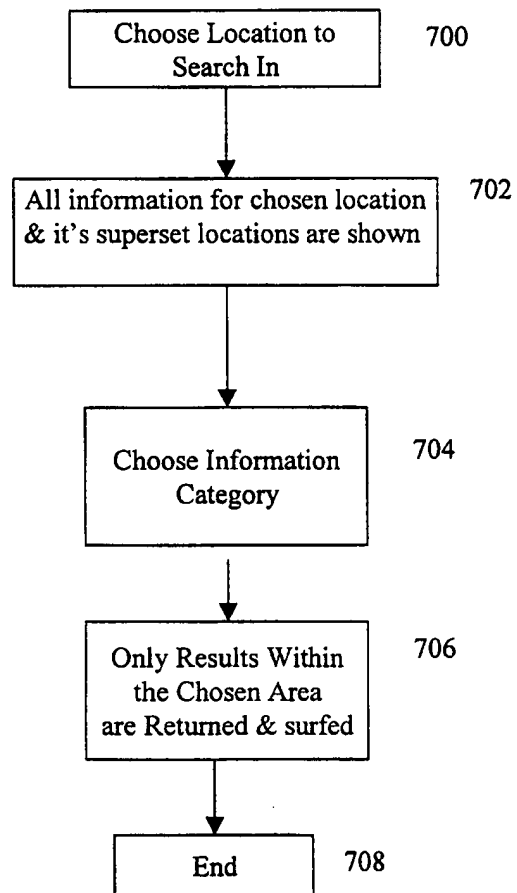 Choose Location to
Search In
700
All information for chosen location
& it's superset locations are shown
702
Choose Information
Category
704
Only Results Within
the Chosen Area
are Returned & surfed
706
End
708